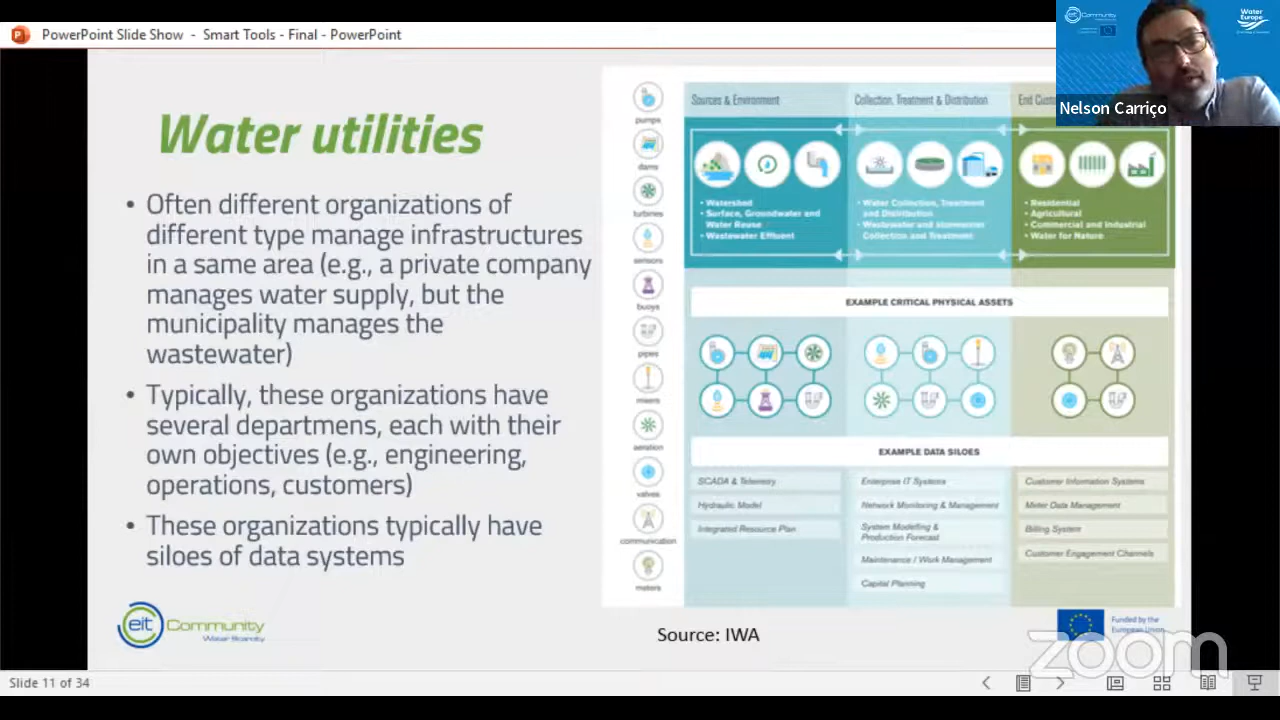 PowerPoint Slide Show - Smart Tools - Final - PowerPoint
eit Community
Water Europe
Nelson Carriço
Water utilities
• Often different organizations of
different type manage infrastructures
in a same area (e.g., a private company
manages water supply, but the
municipality manages the
wastewater)
• Typically, these organizations have
several departmens, each with their
own objectives (e.g., engineering,
operations, customers)
• These organizations typically have
siloes of data systems
pumps
dams
turbines
sensors
buoys
pipes
mixers
aeration
valves
communication
meters
Sources & Environment
Collection, Treatment & Distribution
• Watershed
• Surface, Groundwater and
Water Reuse
• Wastewater Effluent
• Water Collection, Treatment
and Distribution
• Wastewater and Stormwater
Collection and Treatment
• Residential
• Agricultural
• Commercial and Industrial
• Water for Nature
EXAMPLE CRITICAL PHYSICAL ASSETS
EXAMPLE DATA SILOES
SCADA & Telemetry
Hydraulic Model
Integrated Resource Plan
Enterprise IT Systems
Network Monitoring & Management
System Modelling &
Production Forecast
Maintenance / Work Management
Capital Planning
Customer Information Systems
Meter Data Management
Billing System
Customer Engagement Channels
eit Community
Water Scarcity
Source: IWA
Funded by the
European Union
zoom
Slide 11 of 34